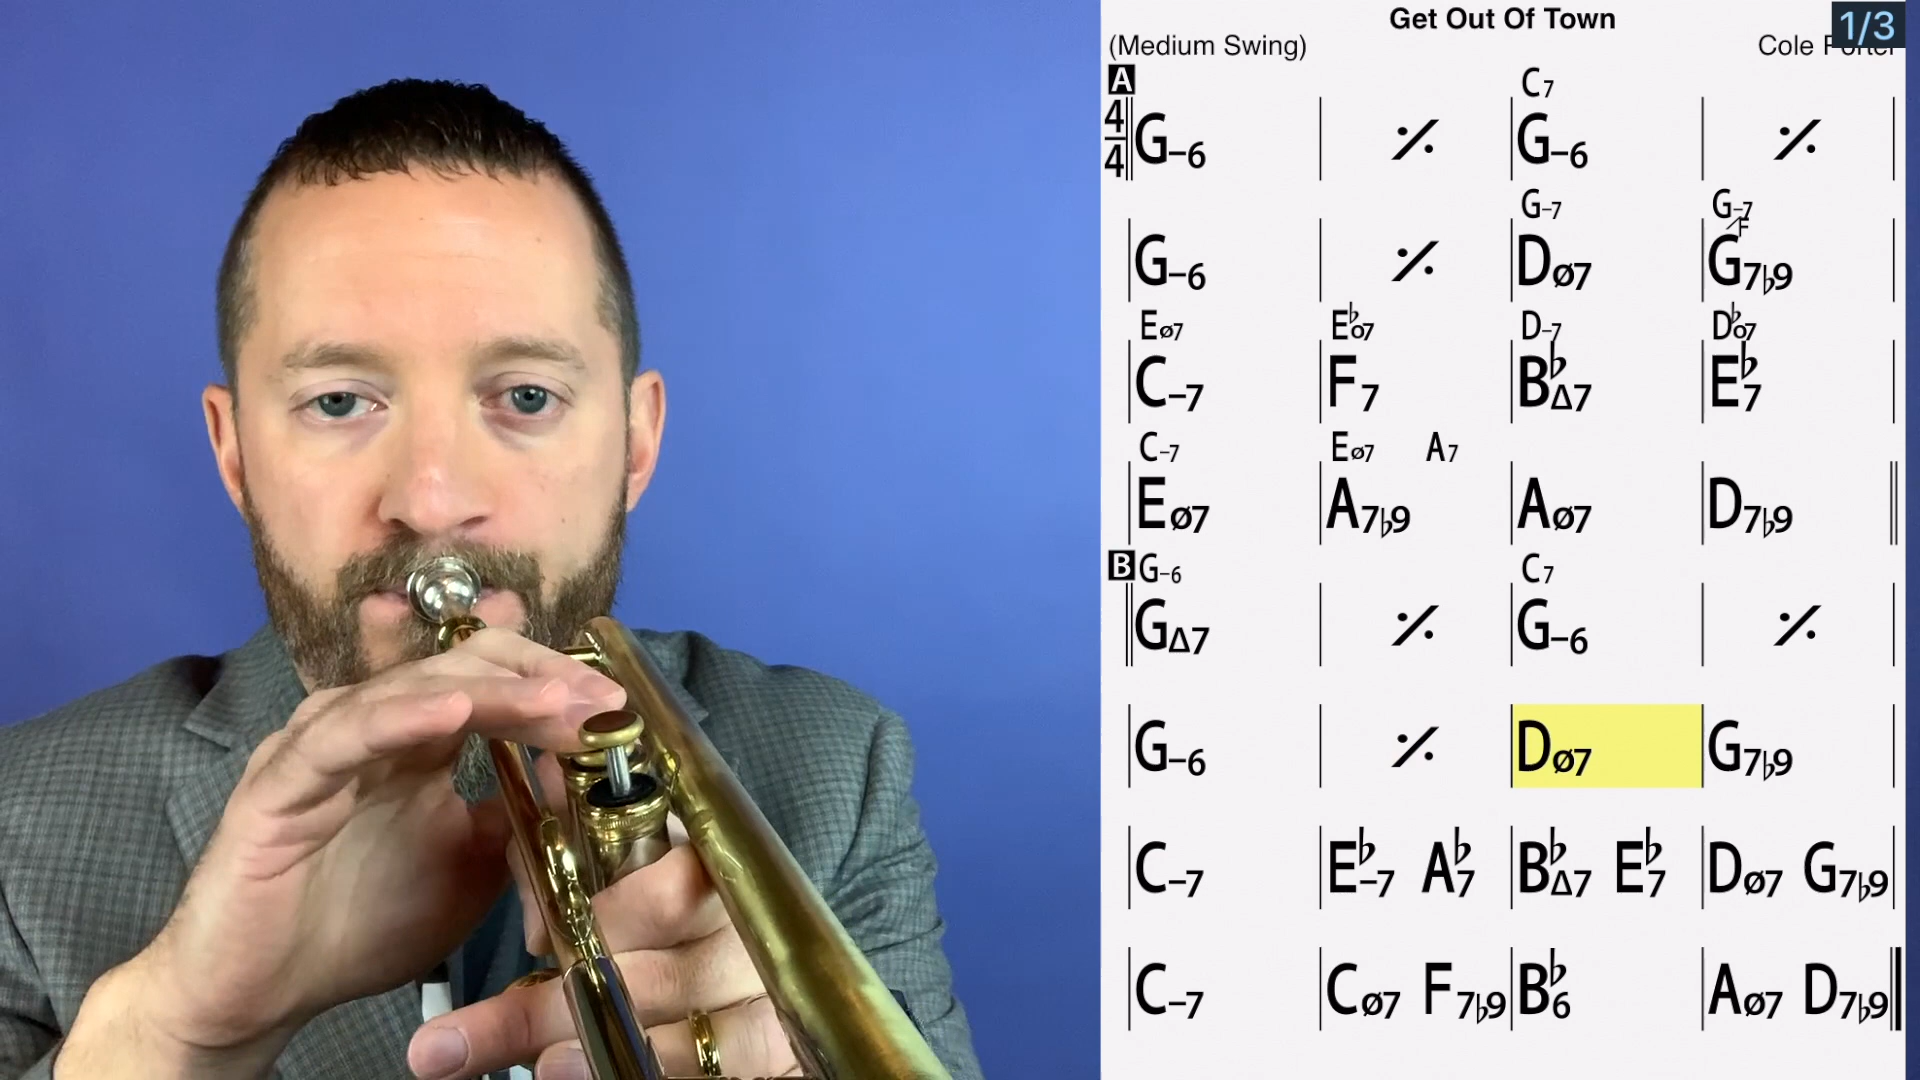 Get Out Of Town
1/3
(Medium Swing)
Cole Porter
A
C7
4/4 G-6 | 𝄎 | G-6 | 𝄎
G-7 G-7/F
G-6 | 𝄎 | Dø7 | G7♭9
Eø7 E♭o7 D-7 D♭o7
C-7 | F7 | B♭Δ7 | E♭7
C-7 Eø7 A7
Eø7 | A7♭9 | Aø7 | D7♭9
B G-6 C7
GΔ7 | 𝄎 | G-6 | 𝄎
G-6 | 𝄎 | Dø7 | G7♭9
C-7 | E♭-7 A♭7 | B♭Δ7 E♭7 | Dø7 G7♭9
C-7 | Cø7 F7♭9 | B♭6 | Aø7 D7♭9